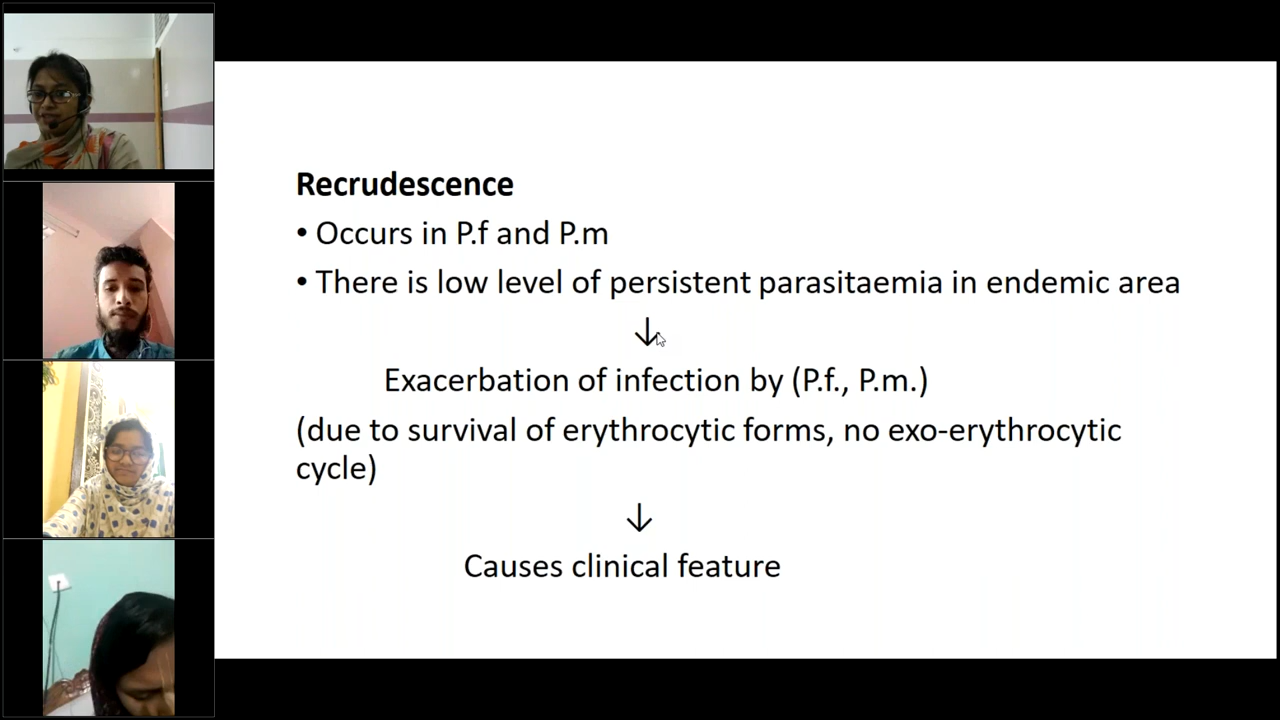 Recrudescence
• Occurs in P.f and P.m
• There is low level of persistent parasitaemia in endemic area
↓
Exacerbation of infection by (P.f., P.m.)
(due to survival of erythrocytic forms, no exo-erythrocytic
cycle)
↓
Causes clinical feature